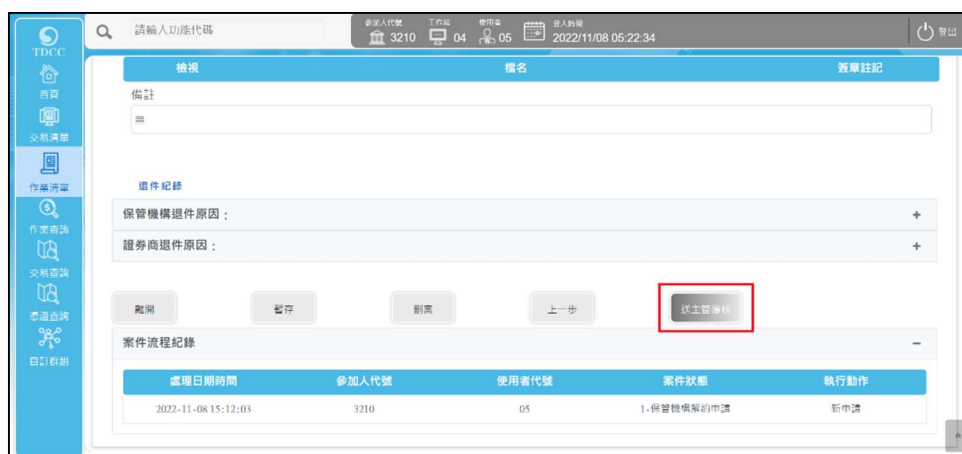 請輸入功能代碼
參加人代號 工作站 使用者 登入時間
3210 04 05 2022/11/08 05:22:34
登出
TDCC
首頁
交易清單
作業清單
作業查詢
交易查詢
憑證查詢
自訂群組
檢視 檔名 簽章註記
備註
無
退件紀錄
保管機構退件原因： +
證券商退件原因： +
離開 暫存 刪案 上一步 送主管覆核
案件流程紀錄 −
處理日期時間 參加人代號 使用者代號 案件狀態 執行動作
2022-11-08 15:12:03 3210 05 1-保管機構解約申請 新申請